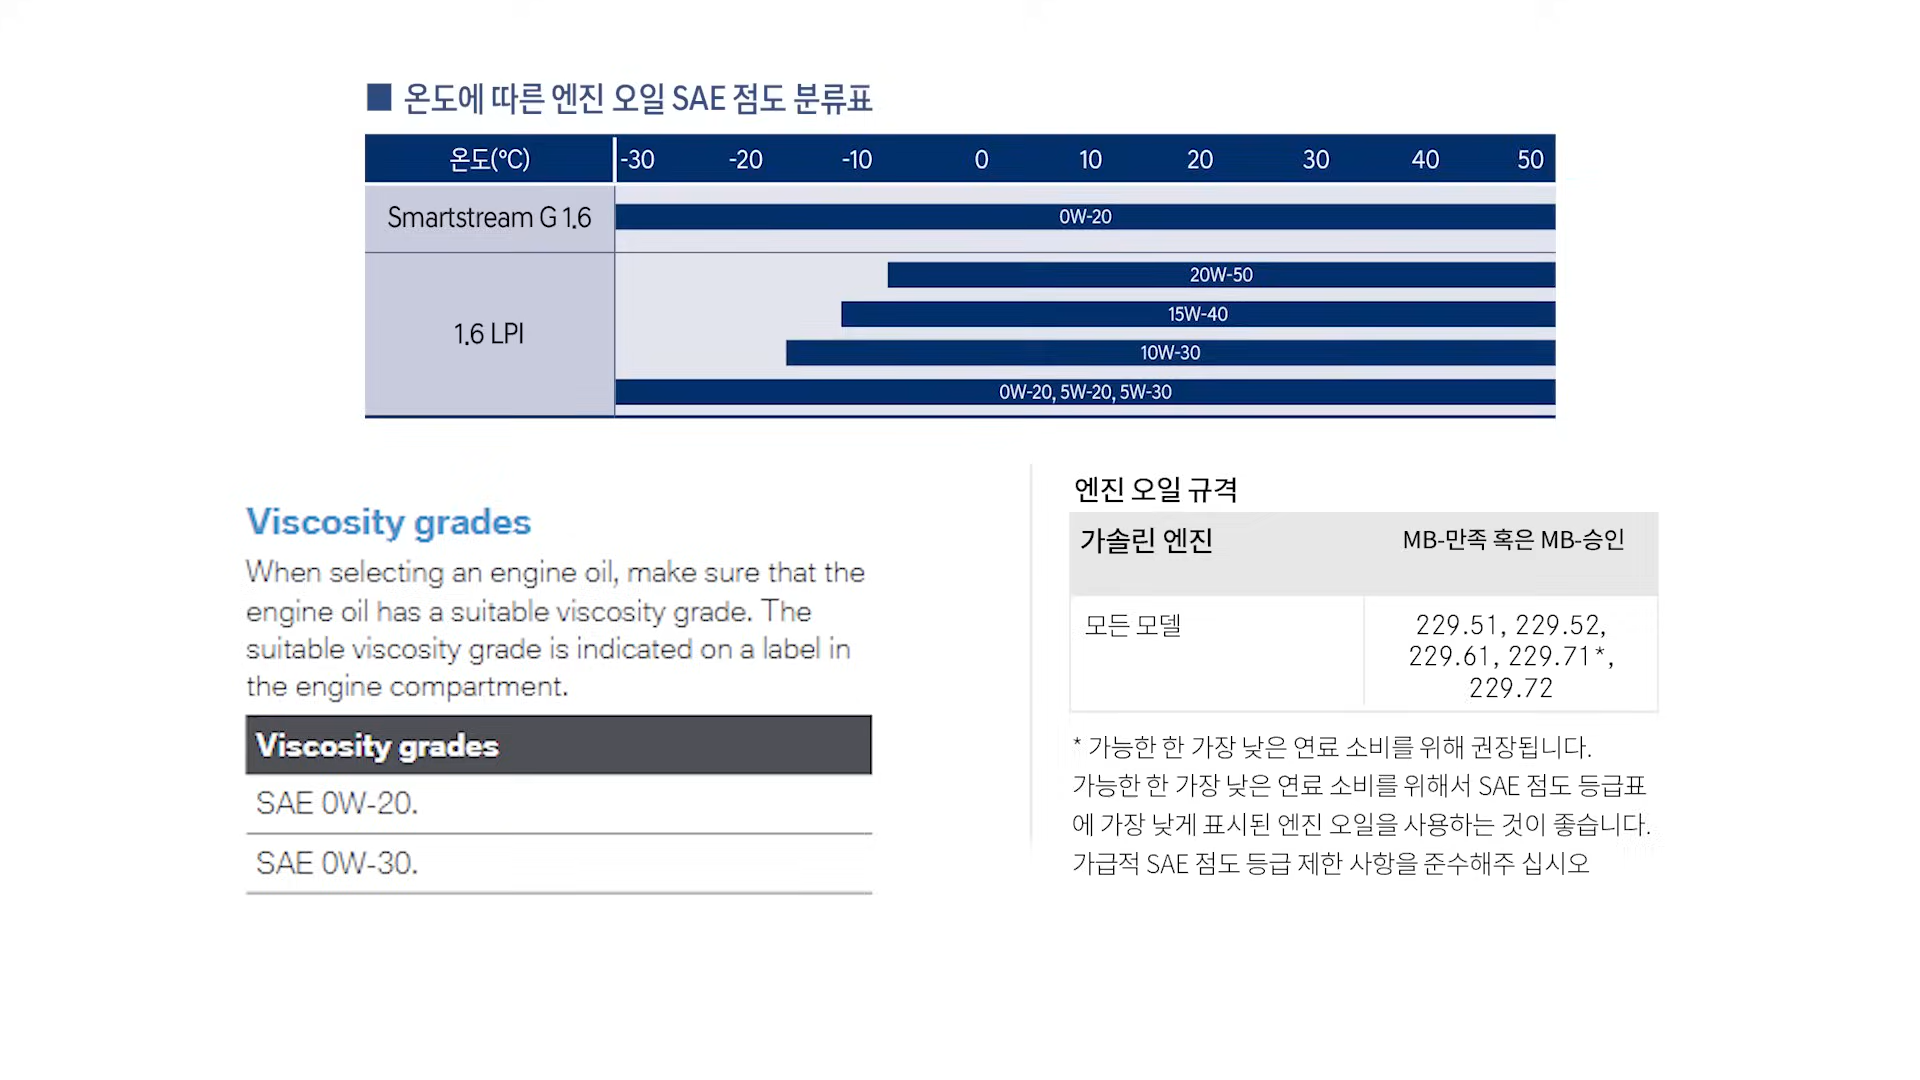 온도에 따른 엔진 오일 SAE 점도 분류표
온도(℃) -30 -20 -10 0 10 20 30 40 50
Smartstream G 1.6 0W-20
20W-50
15W-40
1.6 LPI
10W-30
0W-20, 5W-20, 5W-30
Viscosity grades
When selecting an engine oil, make sure that the
engine oil has a suitable viscosity grade. The
suitable viscosity grade is indicated on a label in
the engine compartment.
Viscosity grades
SAE 0W-20.
SAE 0W-30.
엔진 오일 규격
가솔린 엔진 MB-만족 혹은 MB-승인
모든 모델 229.51, 229.52,
229.61, 229.71*,
229.72
* 가능한 한 가장 낮은 연료 소비를 위해 권장됩니다.
가능한 한 가장 낮은 연료 소비를 위해서 SAE 점도 등급표
에 가장 낮게 표시된 엔진 오일을 사용하는 것이 좋습니다.
가급적 SAE 점도 등급 제한 사항을 준수해주 십시오